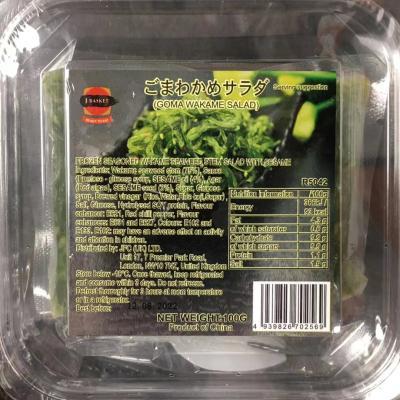 J-BASKET
ごまわかめサラダ
Serving suggestion
(GOMA WAKAME SALAD)
FROZEN SEASONED WAKAME SEAWEED STEM SALAD WITH SESAME
Ingredients: Wakame seaweed stem (71%), Sauce
(Fructose - glucose syrup, SESAME oil (4%), Agar
(Red algae), SESAME seed (3%), Sugar, Glucose
syrup, Brewed vinegar (Rice, Water,
Salt, Ginger, Hydrolysed SOY protein, Flavour
enhancer: E621, Red chilli pepper, Flavour
enhancers: E631 and E627, Colours: E102 and
E133. E102 may have an adverse effect on activity
and attention in children.
Distributed by: JFC (UK) LTD.
Unit 17, 7 Premier Park Road,
London, NW10 7NZ, United Kingdom
Store below -18°C. Once thawed, keep refrigerated
and consume within 3 days. Do not refreeze.
Defrost thoroughly for 3 hours at room temperature
or in a refrigerator.
Best before: 12.08.2022
R5042
Nutrition Information /100g
Energy
Fat
of which saturates
Carbohydrate
of which sugar
Protein
Salt
4 939826 702569
NET WEIGHT:100G
Product of China